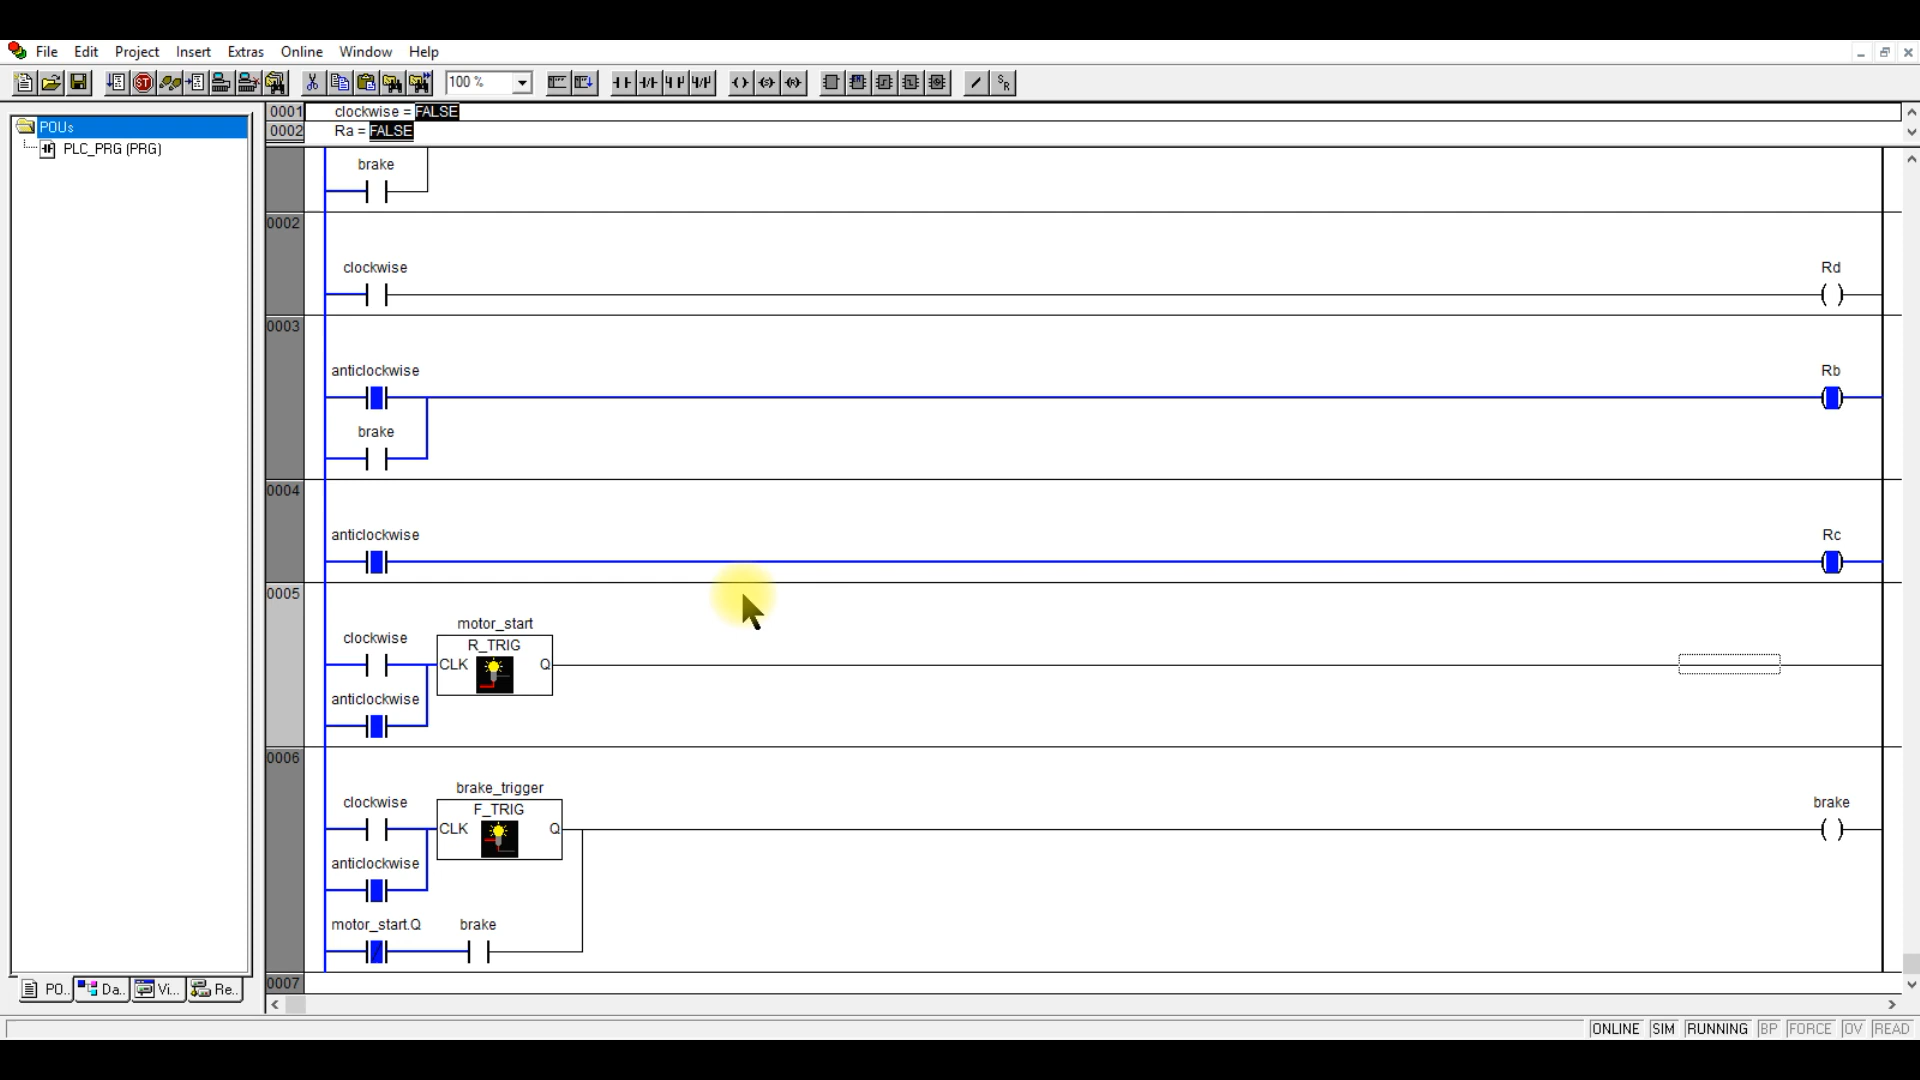 File Edit Project Insert Extras Online Window Help
100 %
POUs
PLC_PRG (PRG)
PO.. Da.. Vi... Re..
0001 clockwise = FALSE
0002 Ra = FALSE
brake
0002
clockwise Rd
0003
anticlockwise Rb
brake
0004
anticlockwise Rc
0005
motor_start
clockwise R_TRIG
CLK Q
anticlockwise
0006
brake_trigger
clockwise F_TRIG brake
CLK Q
anticlockwise
motor_start.Q brake
0007
ONLINE SIM RUNNING BP FORCE OV READ